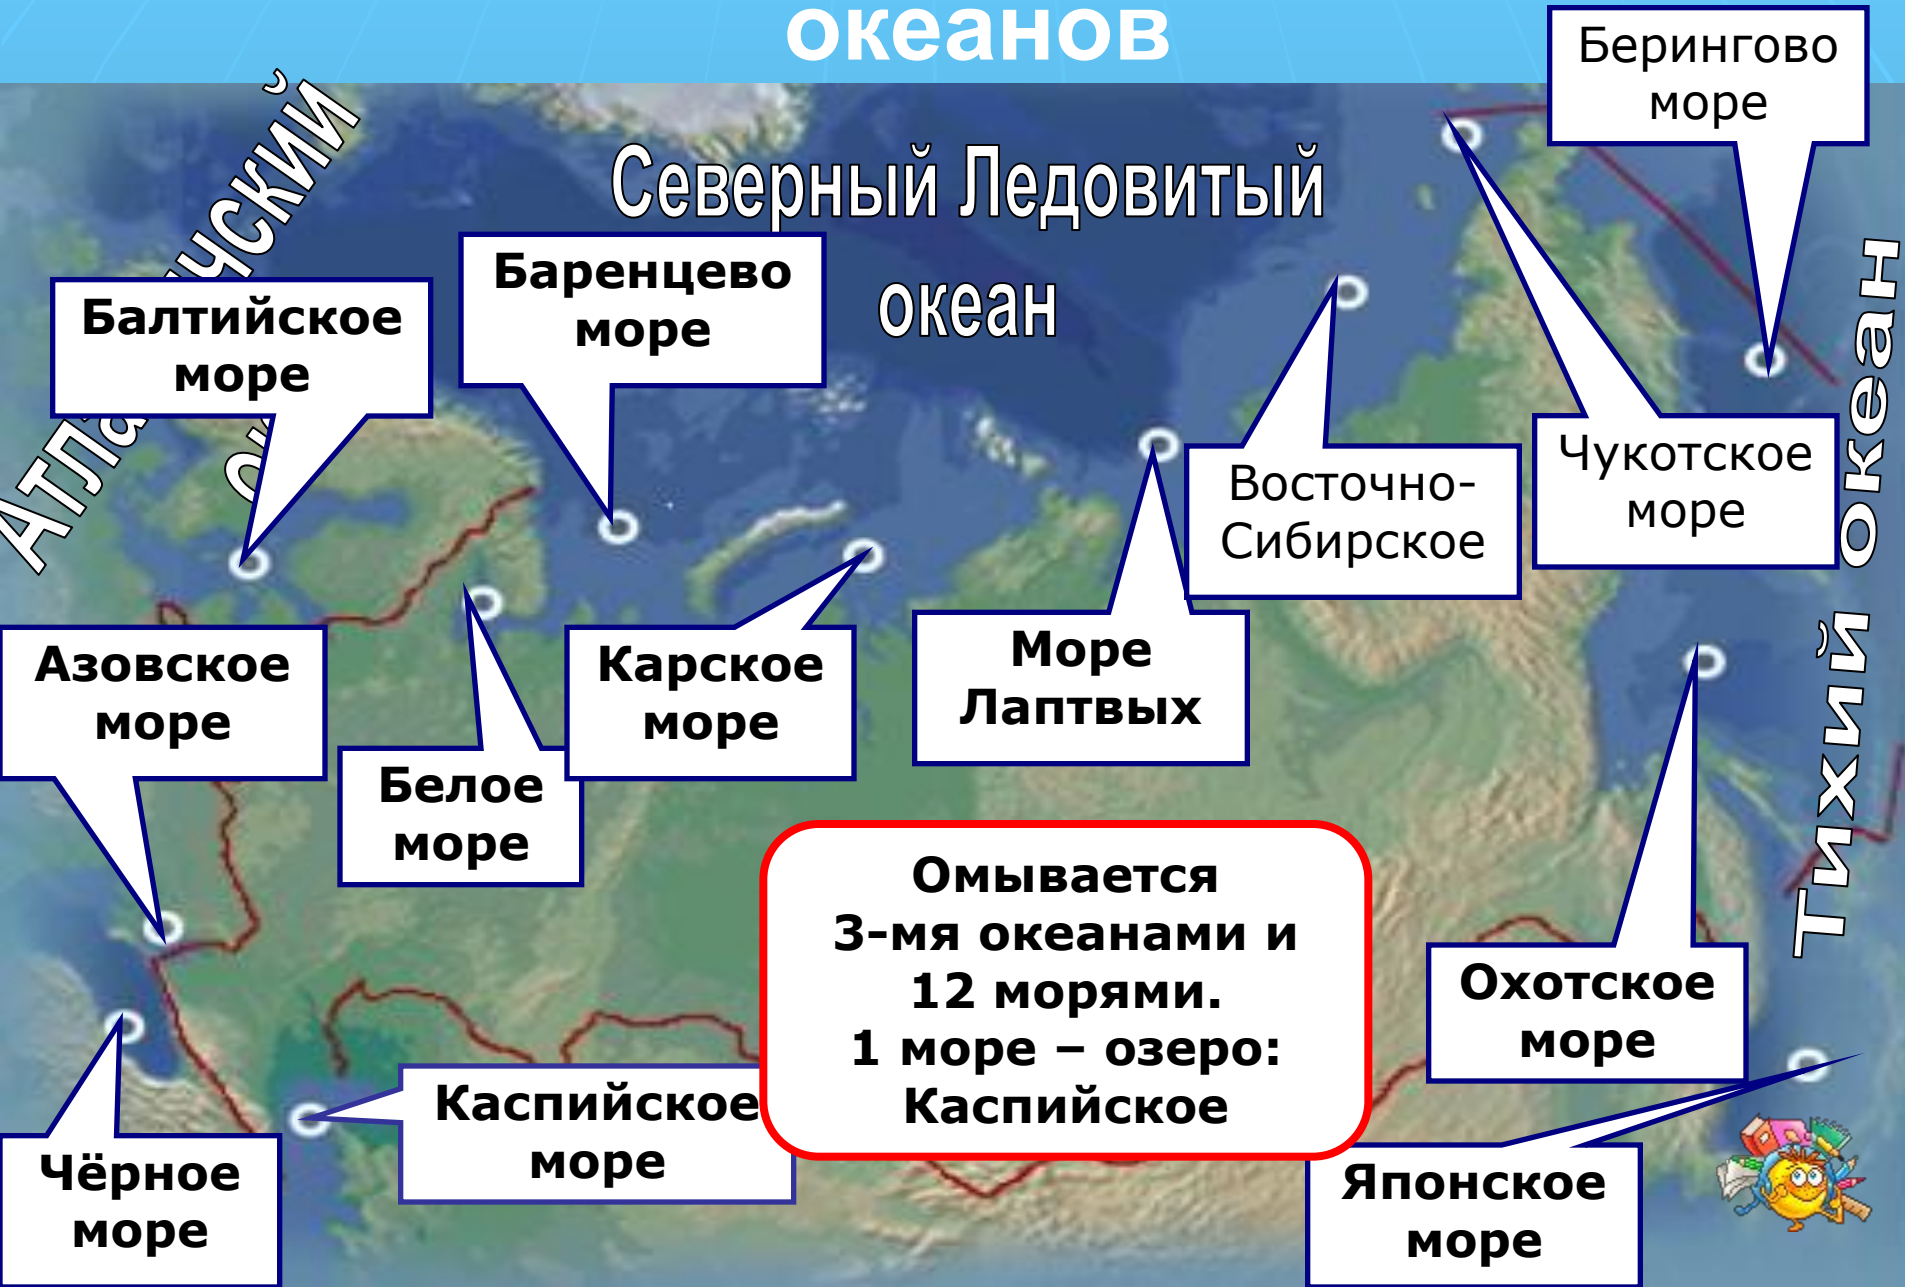 океанов
Берингово
море
Северный Ледовитый
океан
Баренцево
море
Балтийское
море
Чукотское
море
Восточно-
Сибирское
Тихий океан
Азовское
море
Карское
море
Море
Лаптвых
Белое
море
Омывается
3-мя океанами и
12 морями.
1 море – озеро:
Каспийское
Охотское
море
Каспийское
море
Чёрное
море
Японское
море